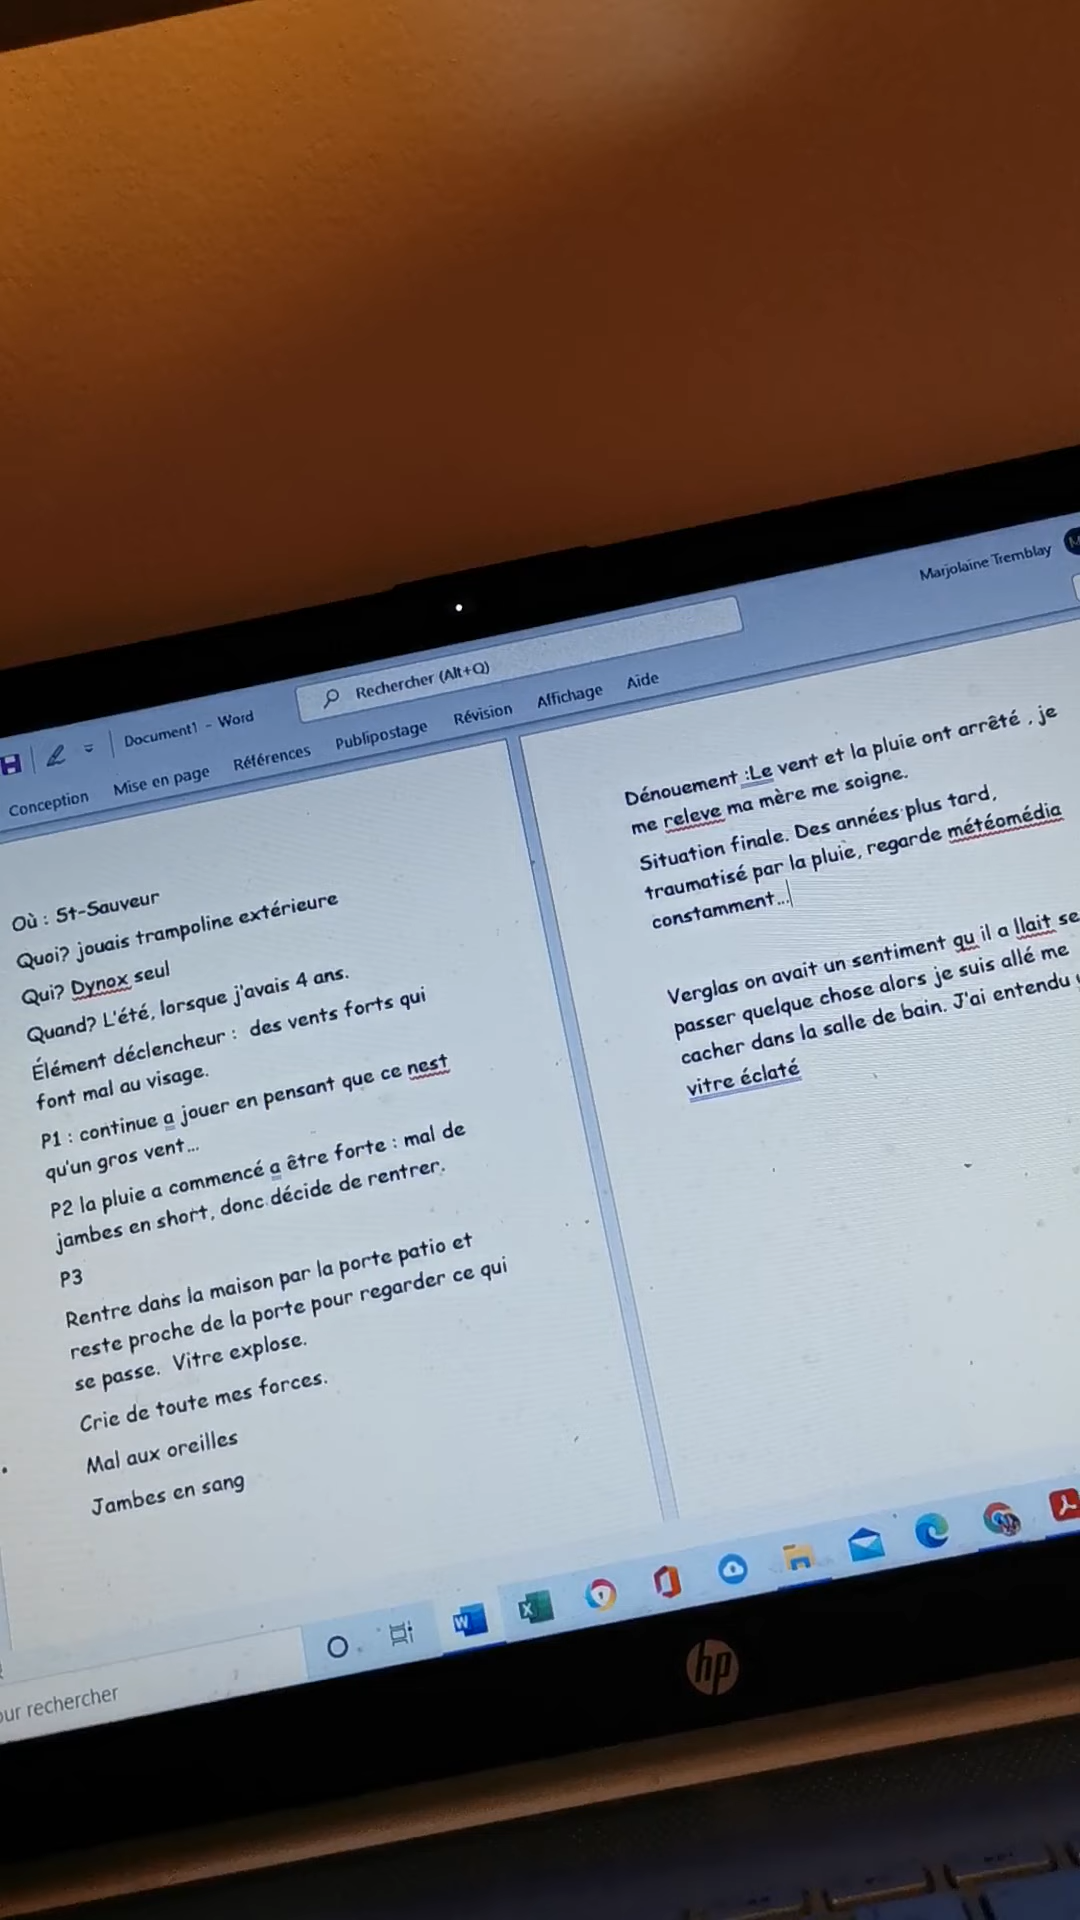 Marjolaine Tremblay
Rechercher (Alt+Q)
Document1 - Word
Conception Mise en page Références Publipostage Révision Affichage Aide
Où : St-Sauveur
Quoi? jouais trampoline extérieure
Qui? Dynox seul
Quand? L'été, lorsque j'avais 4 ans.
Élément déclencheur : des vents forts qui
font mal au visage.
P1 : continue a jouer en pensant que ce nest
qu'un gros vent...
P2 la pluie a commencé a être forte : mal de
jambes en short, donc décide de rentrer.
P3
Rentre dans la maison par la porte patio et
reste proche de la porte pour regarder ce qui
se passe. Vitre explose.
Crie de toute mes forces.
Mal aux oreilles
Jambes en sang
Dénouement :Le vent et la pluie ont arrêté , je
me releve ma mère me soigne.
Situation finale. Des années plus tard,
traumatisé par la pluie, regarde météomédia
constamment...
Verglas on avait un sentiment qu il a llait se
passer quelque chose alors je suis allé me
cacher dans la salle de bain. J'ai entendu
vitre éclaté
our rechercher
hp